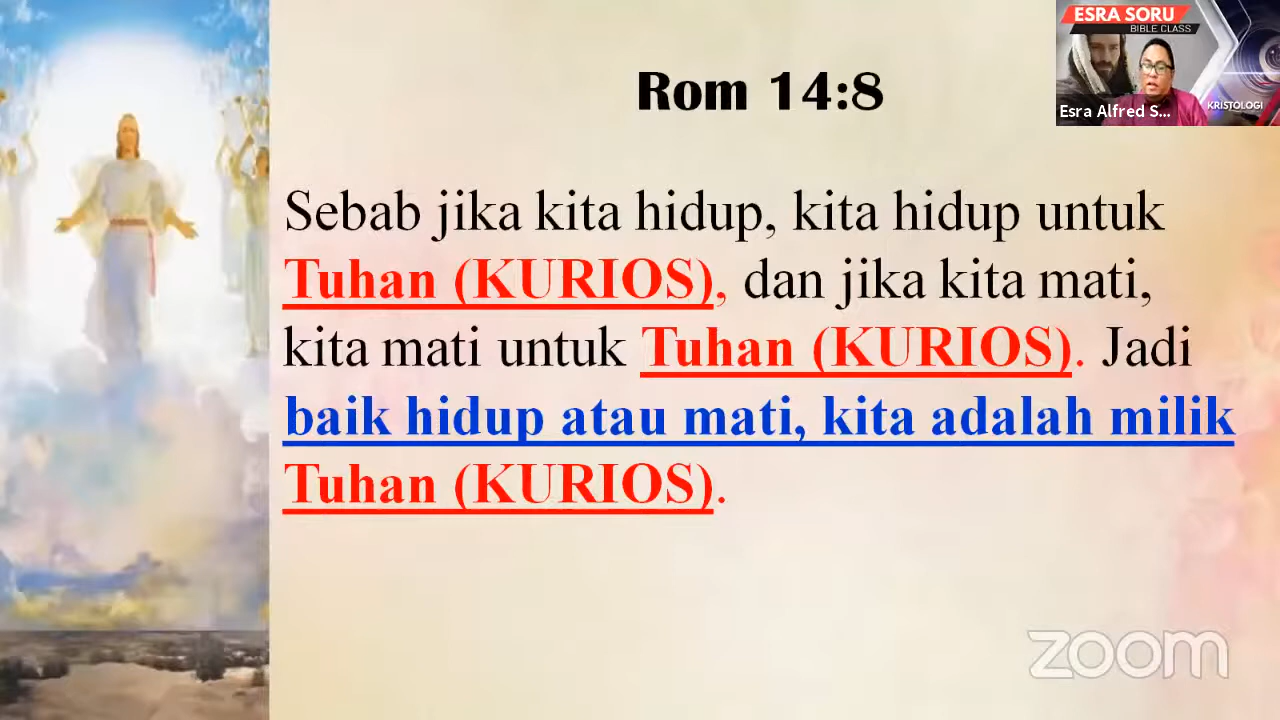 ESRA SORU
BIBLE CLASS
KRISTOLOGI
Esra Alfred S...
Rom 14:8
Sebab jika kita hidup, kita hidup untuk
Tuhan (KURIOS), dan jika kita mati,
kita mati untuk Tuhan (KURIOS). Jadi
baik hidup atau mati, kita adalah milik
Tuhan (KURIOS).
zoom